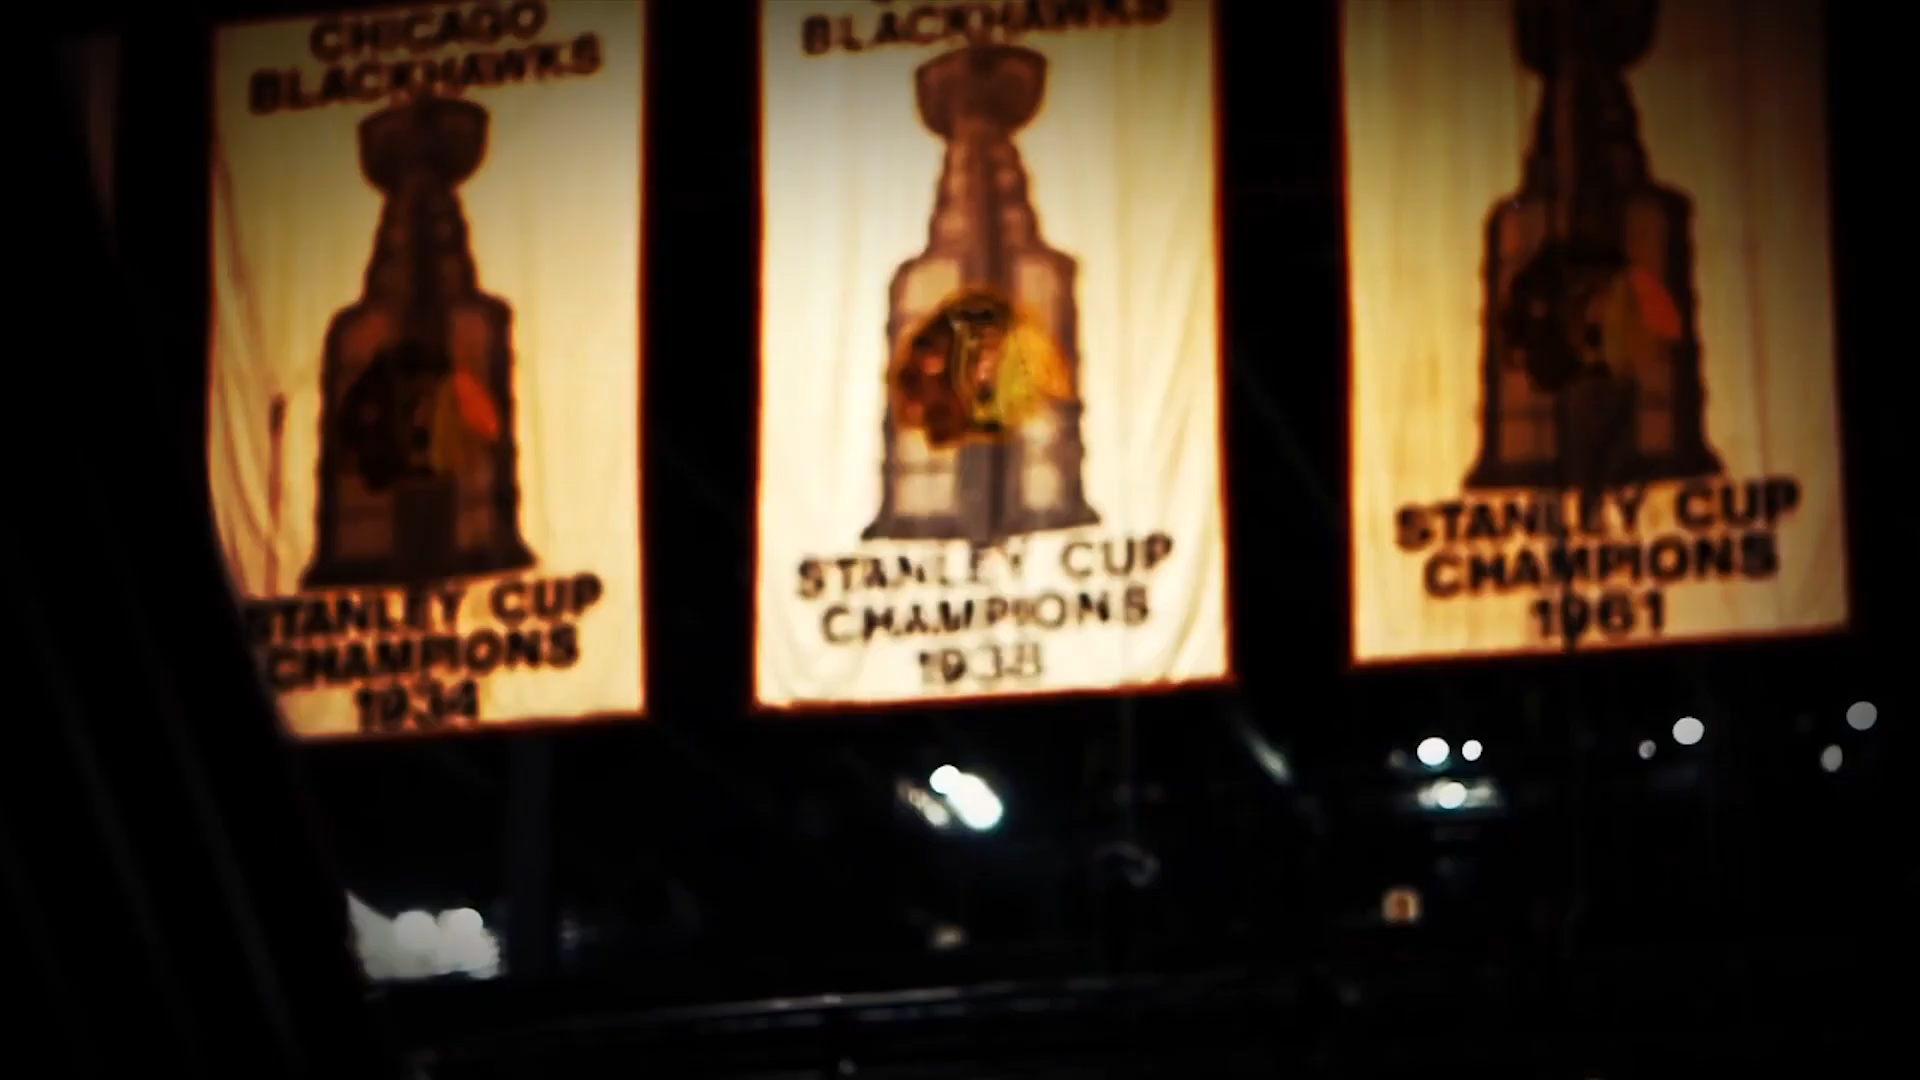 CHICAGO
BLACKHAWKS
STANLEY CUP
CHAMPIONS
1934
BLACKHAWKS
STANLEY CUP
CHAMPIONS
1938
STANLEY CUP
CHAMPIONS
1961